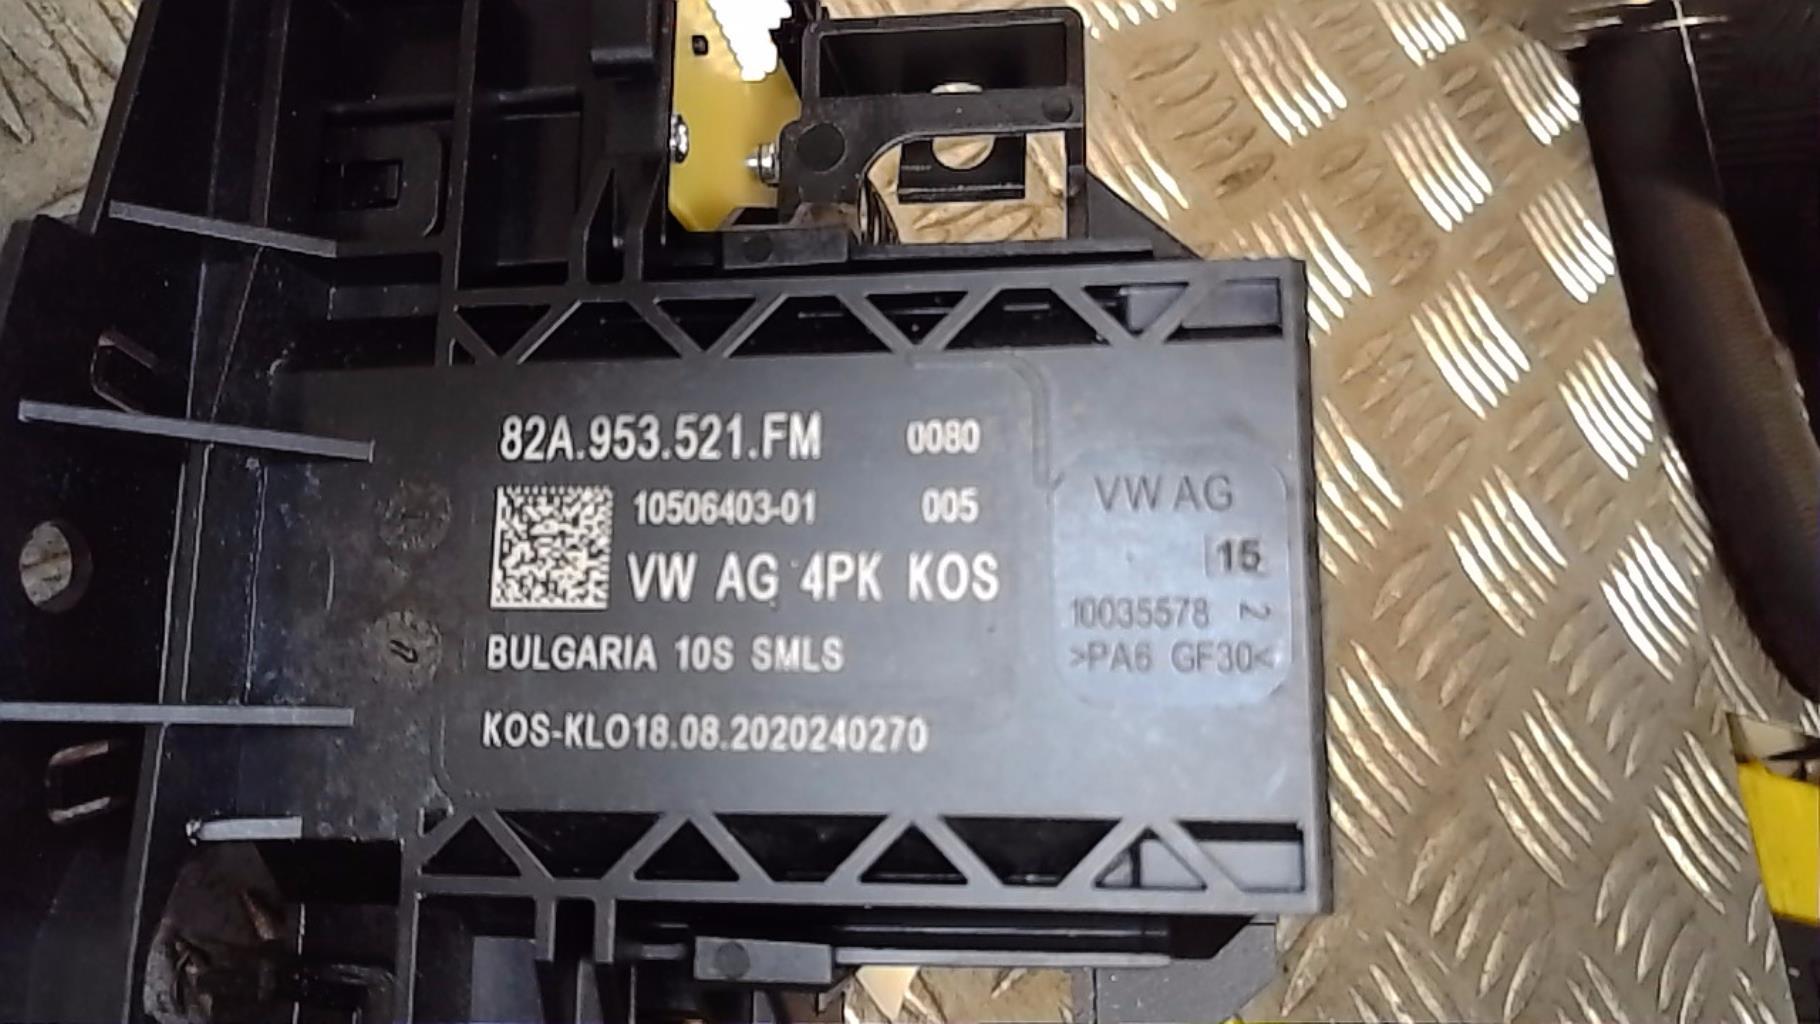 82A.953.521.FM 0080
10506403-01 005
VW AG 4PK KOS
BULGARIA 10S SMLS
KOS-KLO18.08.2020240270
VW AG
15
10035578 2
>PA6 GF30<